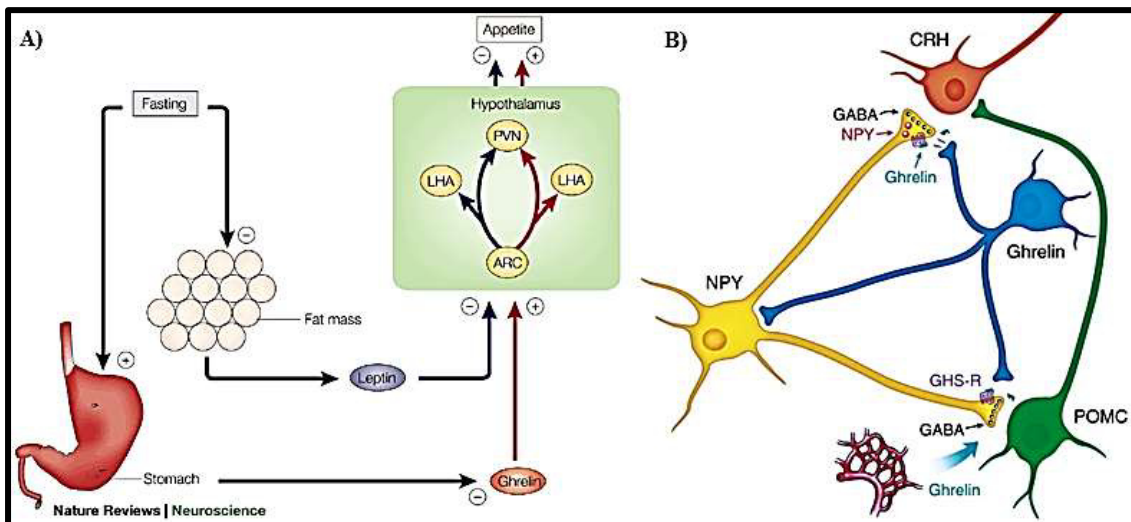 A)
Appetite
− +
Fasting
Hypothalamus
PVN
LHA LHA
ARC
−
− +
Fat mass
Leptin
+
Stomach
−
Ghrelin
Nature Reviews | Neuroscience
B)
CRH
GABA
NPY
Ghrelin
Ghrelin
NPY
GHS-R
GABA
POMC
Ghrelin